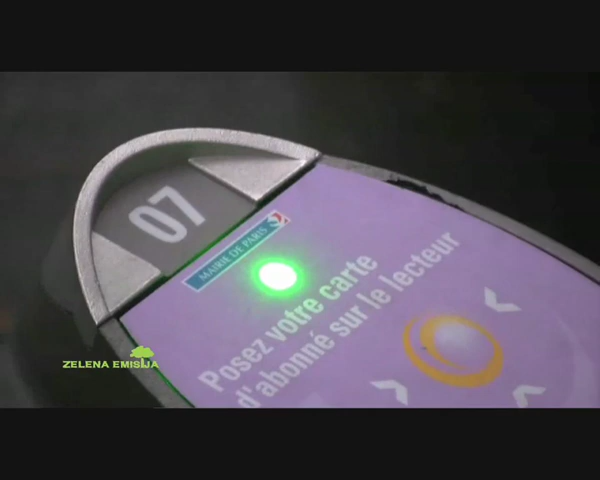 07
MAIRIE DE PARIS
Posez votre carte
d'abonné sur le lecteur
ZELENA EMISIJA